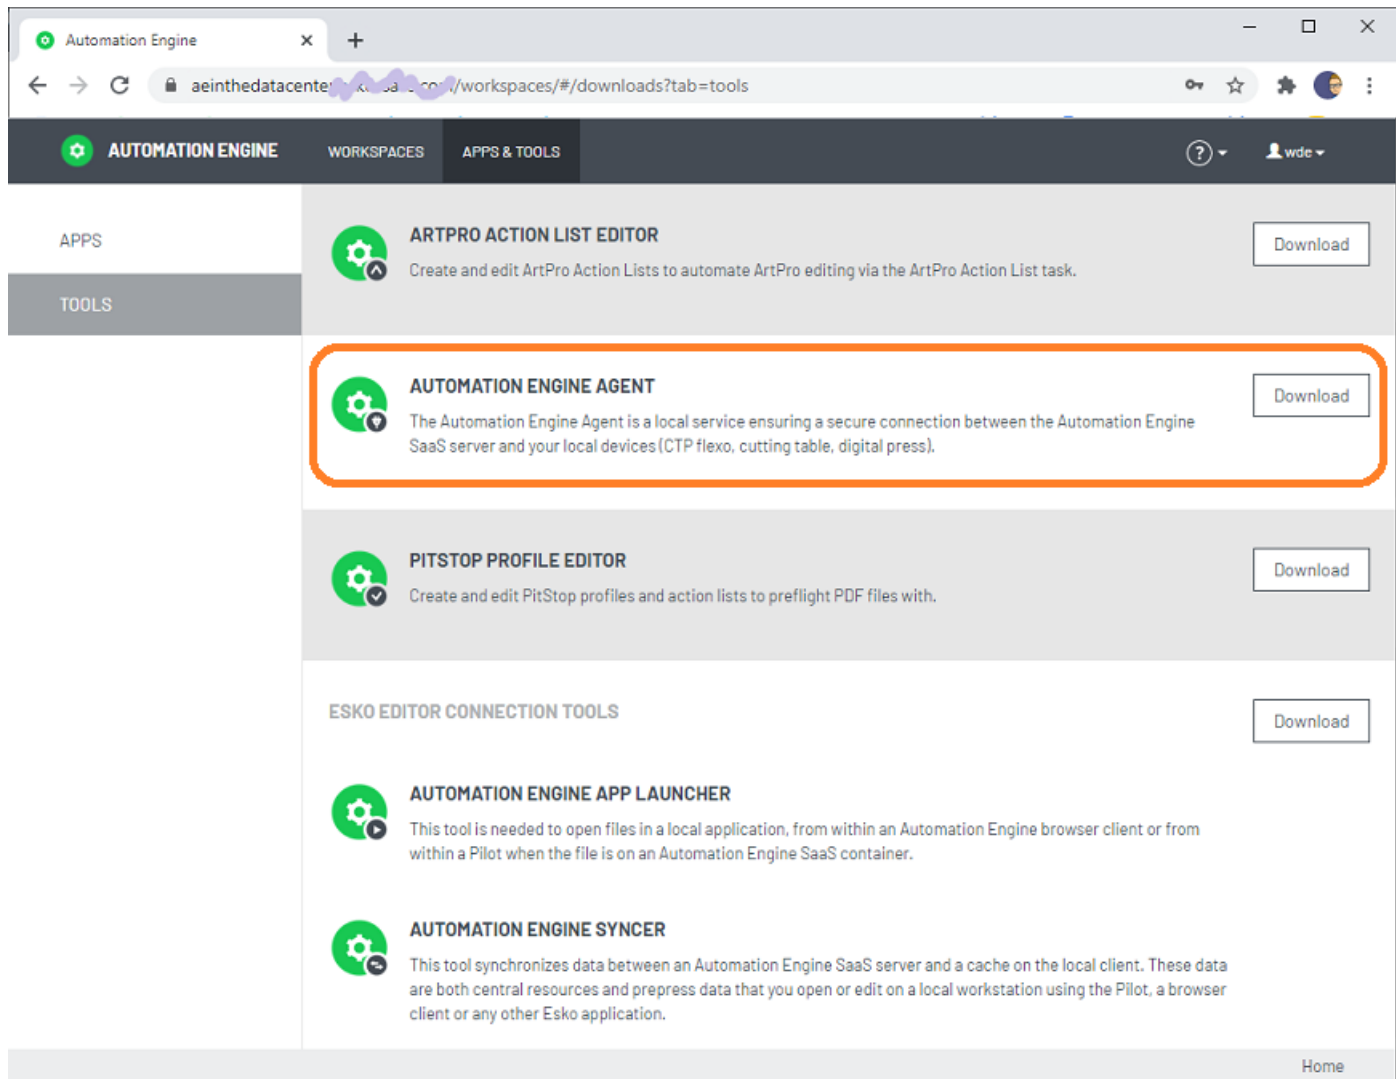 Automation Engine
aeinthedatacente /workspaces/#/downloads?tab=tools
AUTOMATION ENGINE WORKSPACES APPS & TOOLS ? wde
APPS
TOOLS
ARTPRO ACTION LIST EDITOR
Download
Create and edit ArtPro Action Lists to automate ArtPro editing via the ArtPro Action List task.
AUTOMATION ENGINE AGENT
Download
The Automation Engine Agent is a local service ensuring a secure connection between the Automation Engine
SaaS server and your local devices (CTP flexo, cutting table, digital press).
PITSTOP PROFILE EDITOR
Download
Create and edit PitStop profiles and action lists to preflight PDF files with.
ESKO EDITOR CONNECTION TOOLS
Download
AUTOMATION ENGINE APP LAUNCHER
This tool is needed to open files in a local application, from within an Automation Engine browser client or from
within a Pilot when the file is on an Automation Engine SaaS container.
AUTOMATION ENGINE SYNCER
This tool synchronizes data between an Automation Engine SaaS server and a cache on the local client. These data
are both central resources and prepress data that you open or edit on a local workstation using the Pilot, a browser
client or any other Esko application.
Home